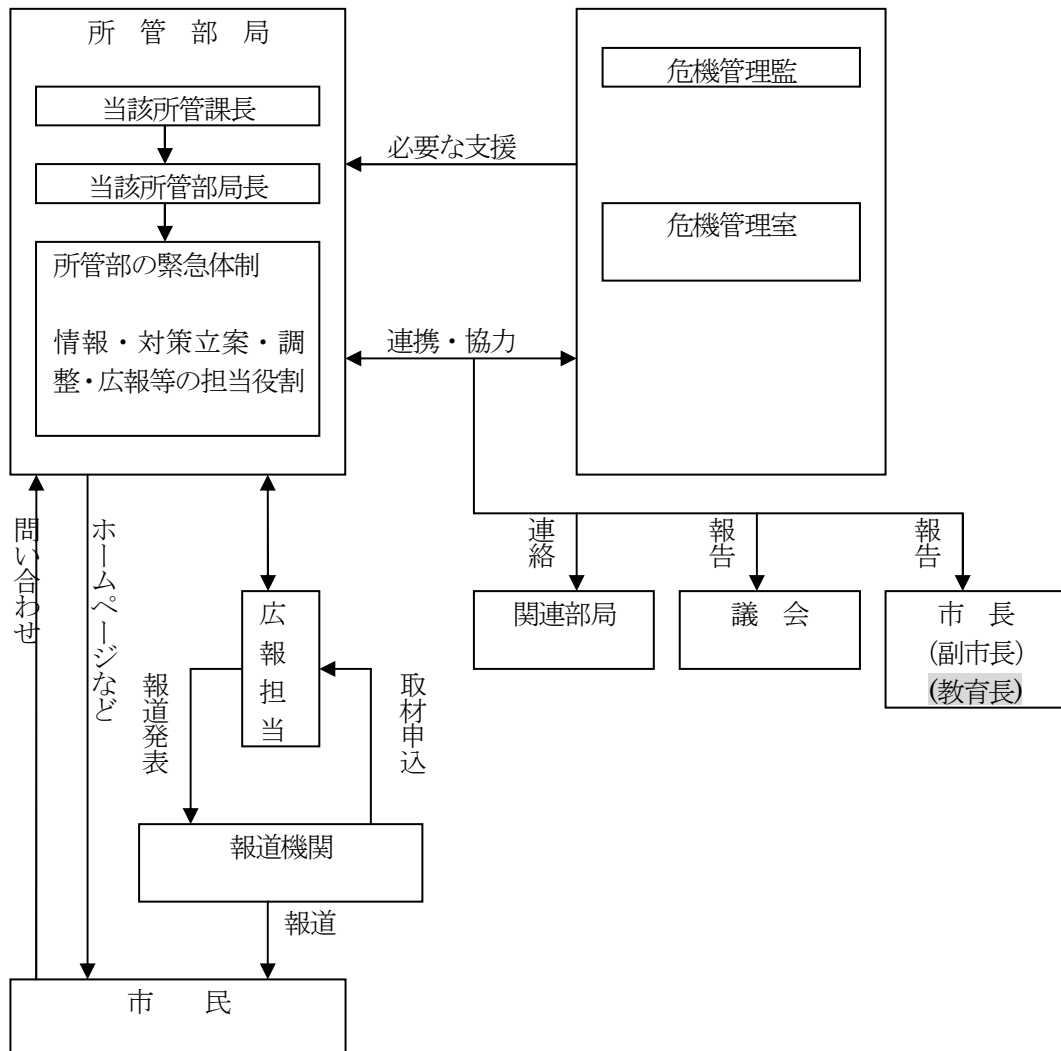 所　管　部　局
当該所管課長
当該所管部局長
所管部の緊急体制
情報・対策立案・調
整・広報等の担当役割
必要な支援
連携・協力
危機管理監
危機管理室
問い合わせ
ホームページなど
連絡
報告
報告
関連部局
議　会
市　長
(副市長)
(教育長)
広報担当
報道発表
取材申込
報道機関
報道
市　　民